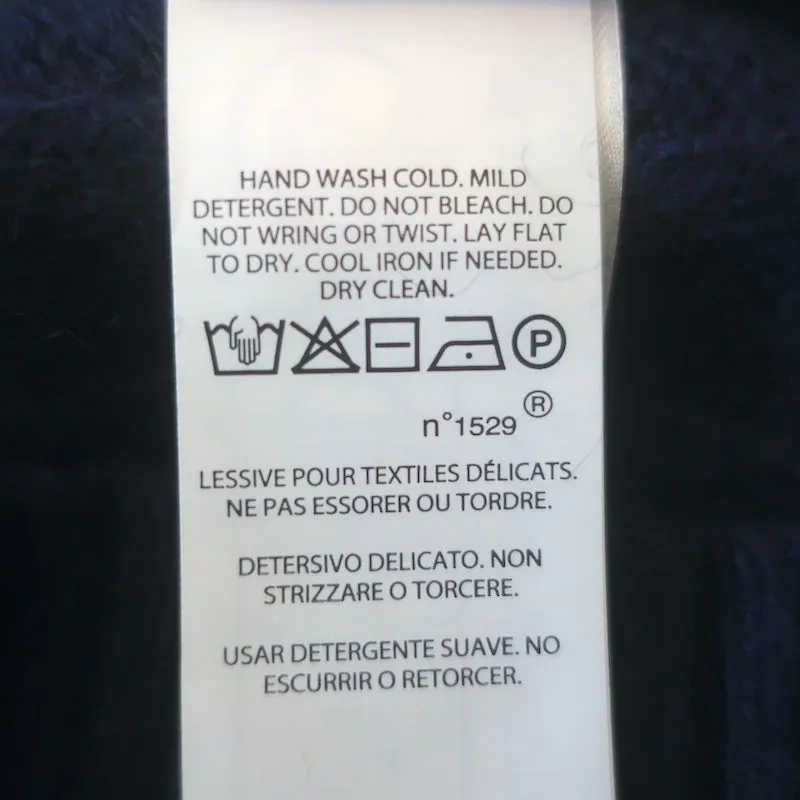 HAND WASH COLD. MILD
DETERGENT. DO NOT BLEACH. DO
NOT WRING OR TWIST. LAY FLAT
TO DRY. COOL IRON IF NEEDED.
DRY CLEAN.
P
n°1529®
LESSIVE POUR TEXTILES DÉLICATS.
NE PAS ESSORER OU TORDRE.
DETERSIVO DELICATO. NON
STRIZZARE O TORCERE.
USAR DETERGENTE SUAVE. NO
ESCURRIR O RETORCER.